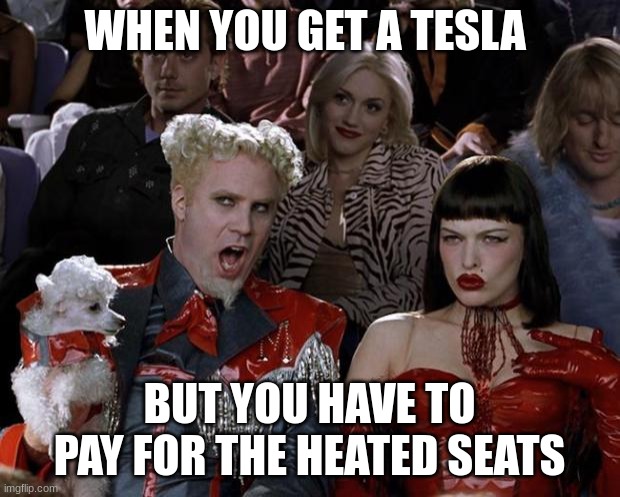 WHEN YOU GET A TESLA
BUT YOU HAVE TO
PAY FOR THE HEATED SEATS
imgflip.com